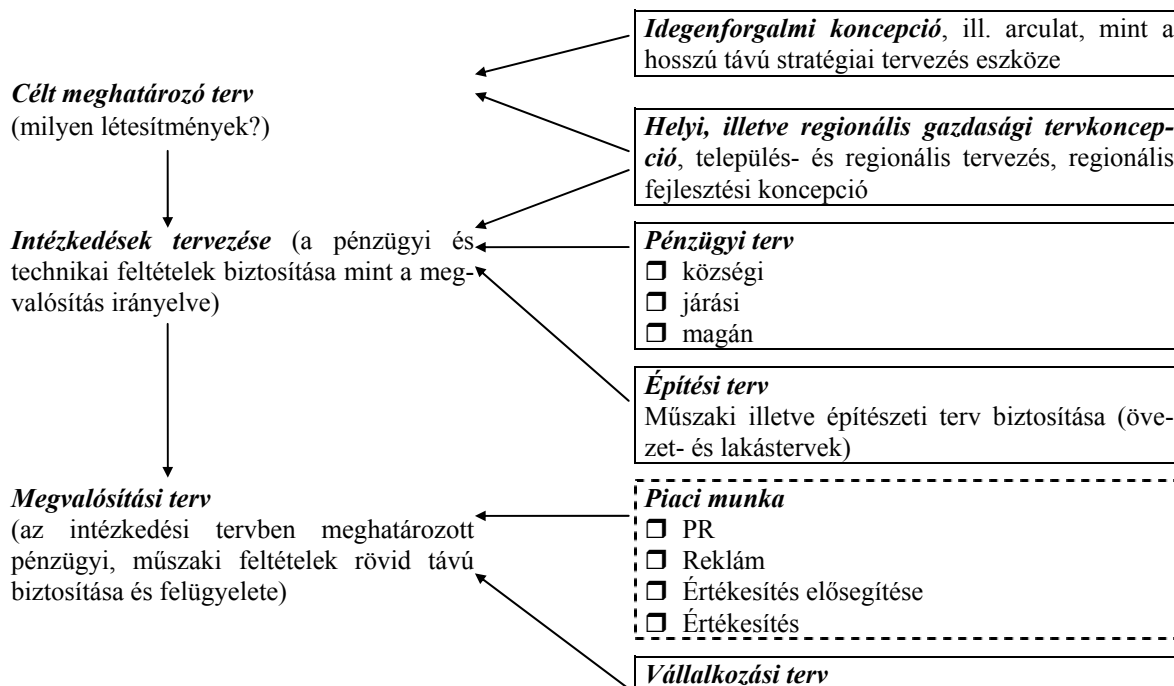 Célt meghatározó terv
(milyen létesítmények?)
Intézkedések tervezése (a pénzügyi és
technikai feltételek biztosítása mint a meg-
valósítás irányelve)
Megvalósítási terv
(az intézkedési tervben meghatározott
pénzügyi, műszaki feltételek rövid távú
biztosítása és felügyelete)
Idegenforgalmi koncepció, ill. arculat, mint a
hosszú távú stratégiai tervezés eszköze
Helyi, illetve regionális gazdasági tervkoncep-
ció, település- és regionális tervezés, regionális
fejlesztési koncepció
Pénzügyi terv
❒ községi
❒ járási
❒ magán
Építési terv
Műszaki illetve építészeti terv biztosítása (öve-
zet- és lakástervek)
Piaci munka
❒ PR
❒ Reklám
❒ Értékesítés elősegítése
❒ Értékesítés
Vállalkozási terv